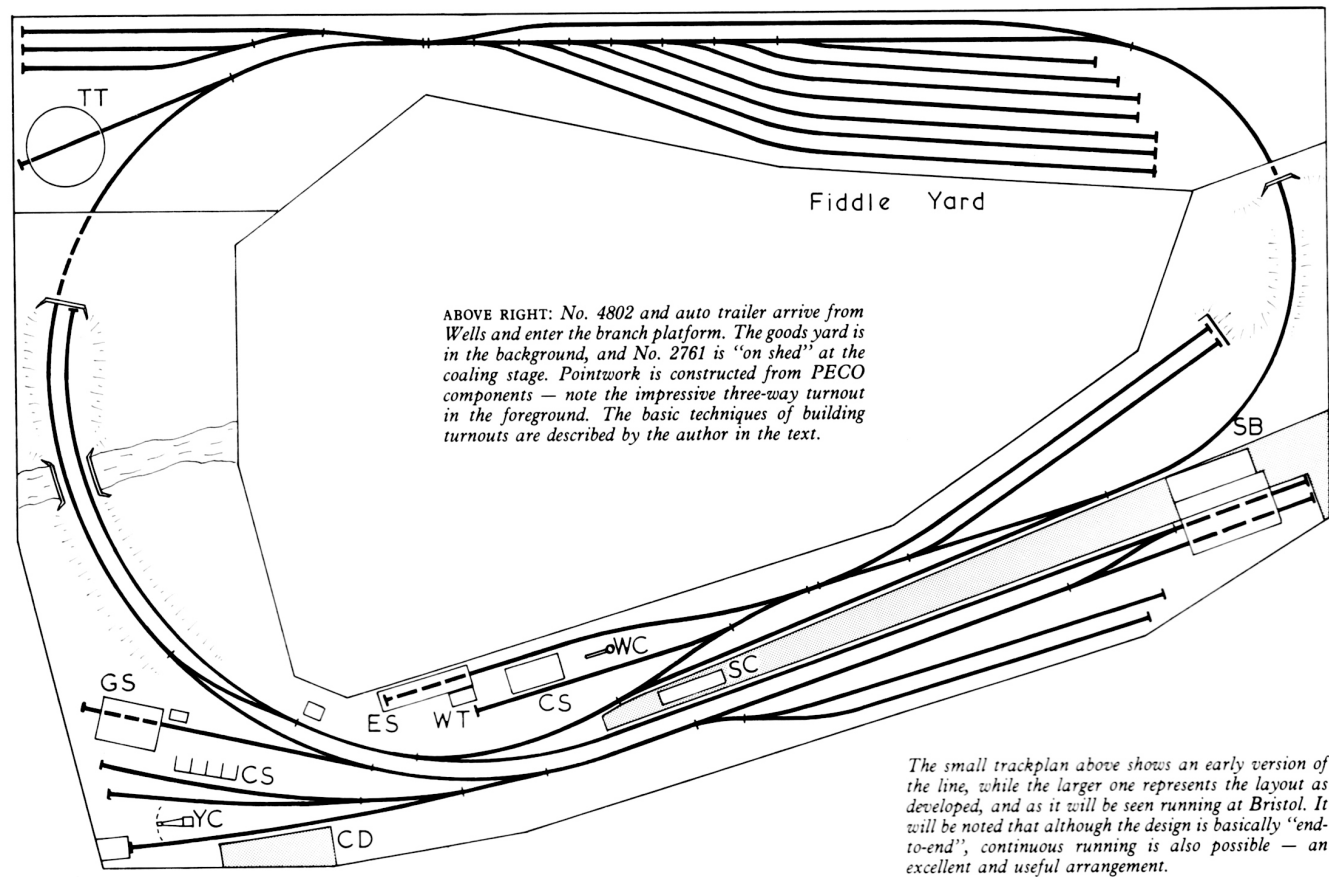 TT
Fiddle Yard
ABOVE RIGHT: No. 4802 and auto trailer arrive from
Wells and enter the branch platform. The goods yard is
in the background, and No. 2761 is “on shed” at the
coaling stage. Pointwork is constructed from PECO
components — note the impressive three-way turnout
in the foreground. The basic techniques of building
turnouts are described by the author in the text.
SB
WC
SC
GS
ES
WT
CS
CS
YC
CD
The small trackplan above shows an early version of
the line, while the larger one represents the layout as
developed, and as it will be seen running at Bristol. It
will be noted that although the design is basically “end-
to-end”, continuous running is also possible — an
excellent and useful arrangement.